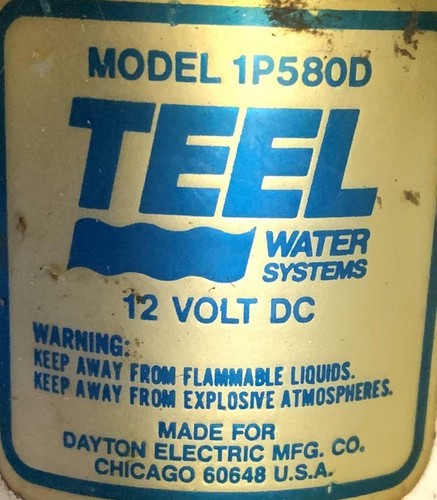 MODEL 1P580D
TEEL
WATER
SYSTEMS
12 VOLT DC
WARNING:
KEEP AWAY FROM FLAMMABLE LIQUIDS.
KEEP AWAY FROM EXPLOSIVE ATMOSPHERES.
MADE FOR
DAYTON ELECTRIC MFG. CO.
CHICAGO 60648 U.S.A.